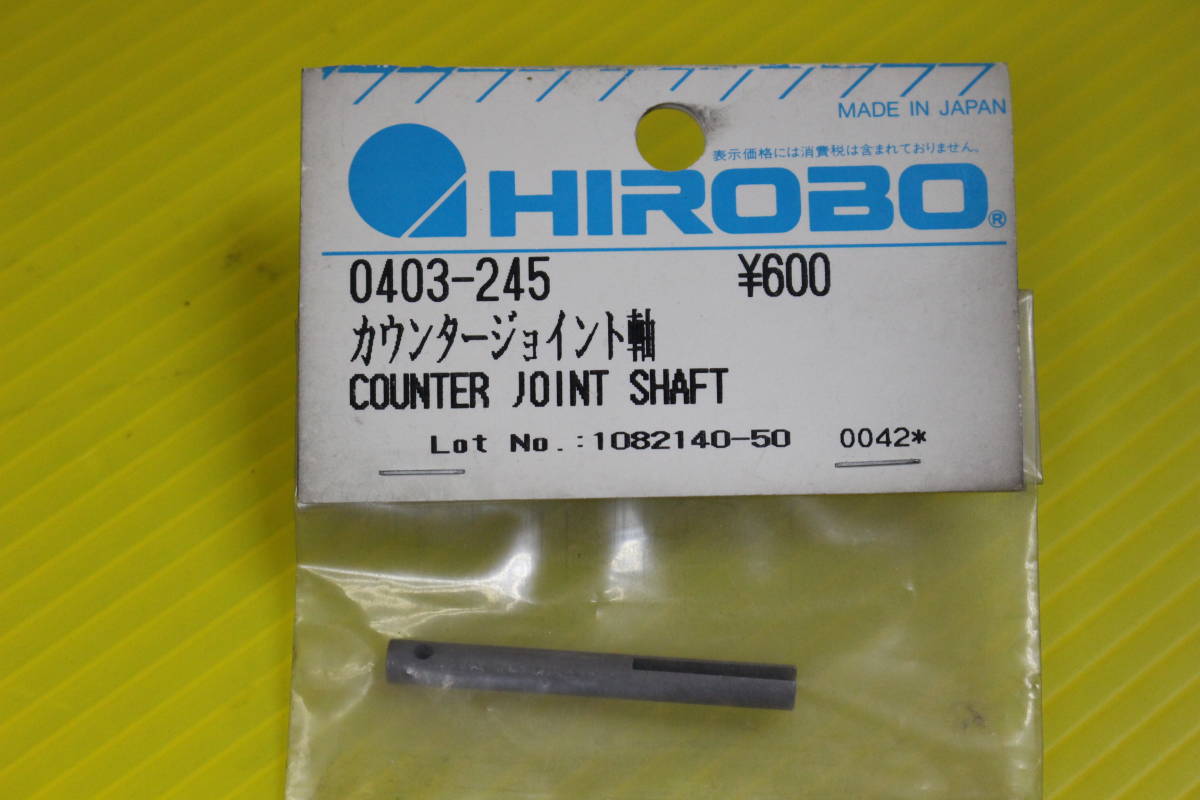 MADE IN JAPAN
表示価格には消費税は含まれておりません。
HIROBO®
0403-245 ¥600
カウンタージョイント軸
COUNTER JOINT SHAFT
Lot No.:1082140-50 0042*